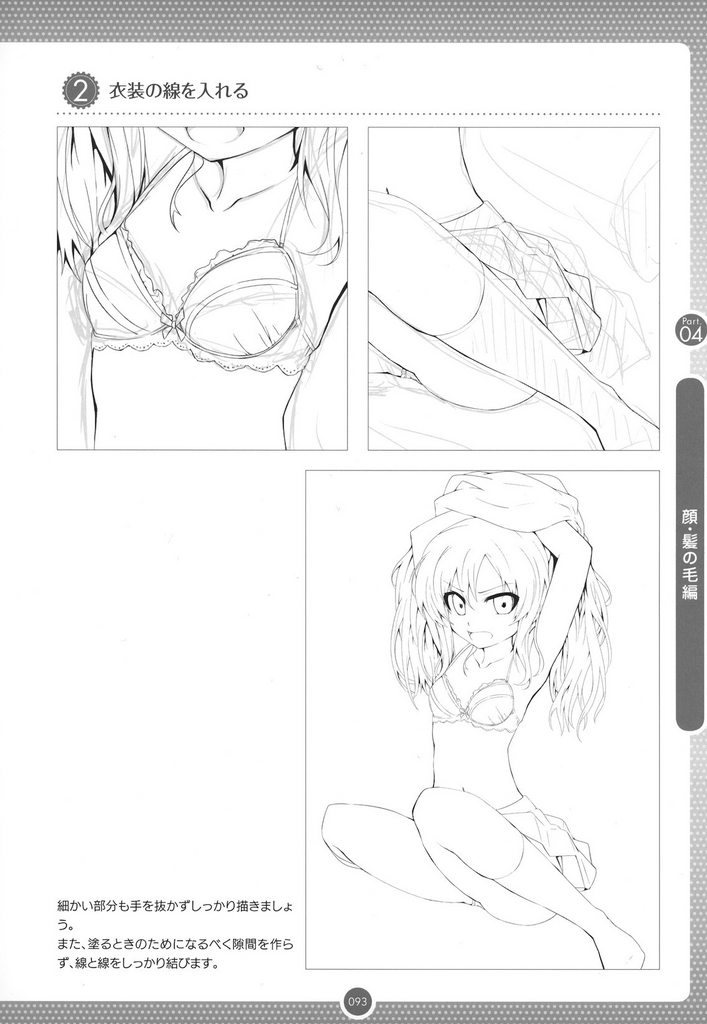 2 衣装の線を入れる
Part.
04
顔・髪の毛編
細かい部分も手を抜かずしっかり描きましょ
う。
また、塗るときのためになるべく隙間を作ら
ず、線と線をしっかり結びます。
093